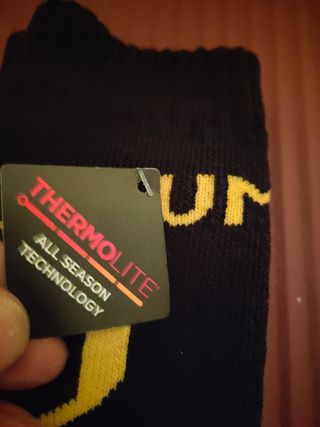 THERMOLITE
ALL SEASON
TECHNOLOGY
UM